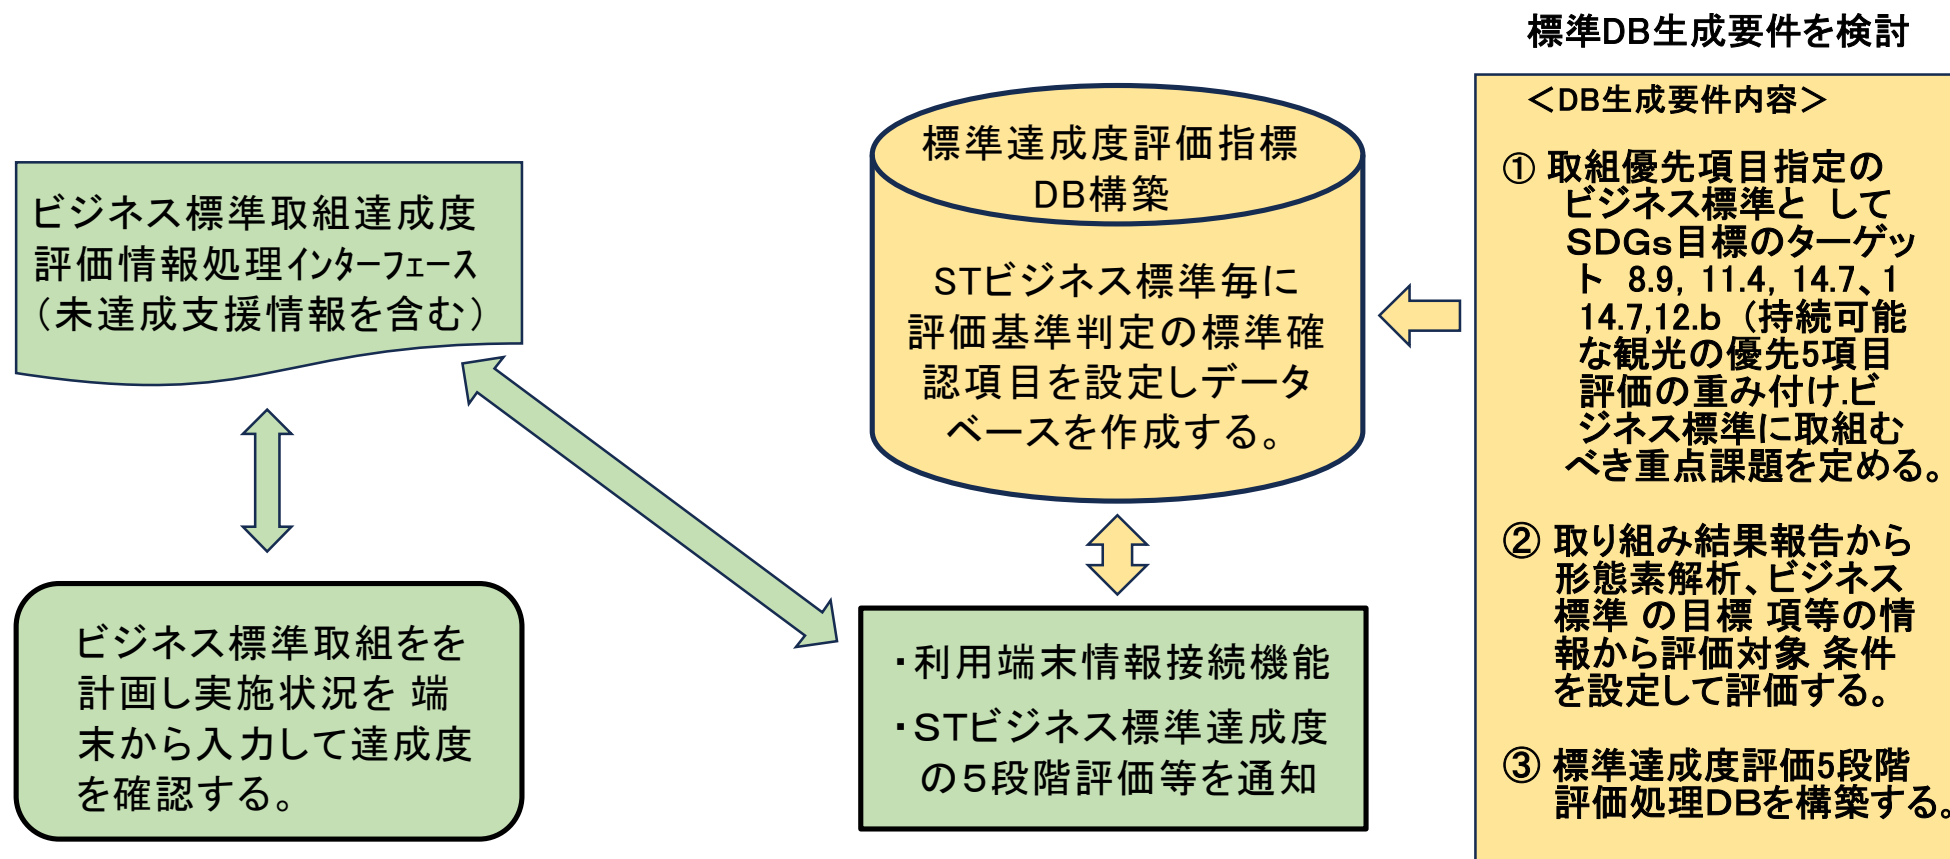 標準DB生成要件を検討
＜DB生成要件内容＞
① 取組優先項目指定の
ビジネス標準と して
SDGs目標のターゲッ
ト 8.9, 11.4, 14.7、1
14.7,12.b（持続可能
な観光の優先5項目
評価の重み付け.ビ
ジネス標準に取組む
べき重点課題を定める。
② 取り組み結果報告から
形態素解析、ビジネス
標準 の目標 項等の情
報から評価対象 条件
を設定して評価する。
③ 標準達成度評価5段階
評価処理DBを構築する。
標準達成度評価指標
DB構築
STビジネス標準毎に
評価基準判定の標準確
認項目を設定しデータ
ベースを作成する。
ビジネス標準取組達成度
評価情報処理インターフェース
（未達成支援情報を含む）
ビジネス標準取組をを
計画し実施状況を 端
末から入力して達成度
を確認する。
・利用端末情報接続機能
・STビジネス標準達成度
の５段階評価等を通知